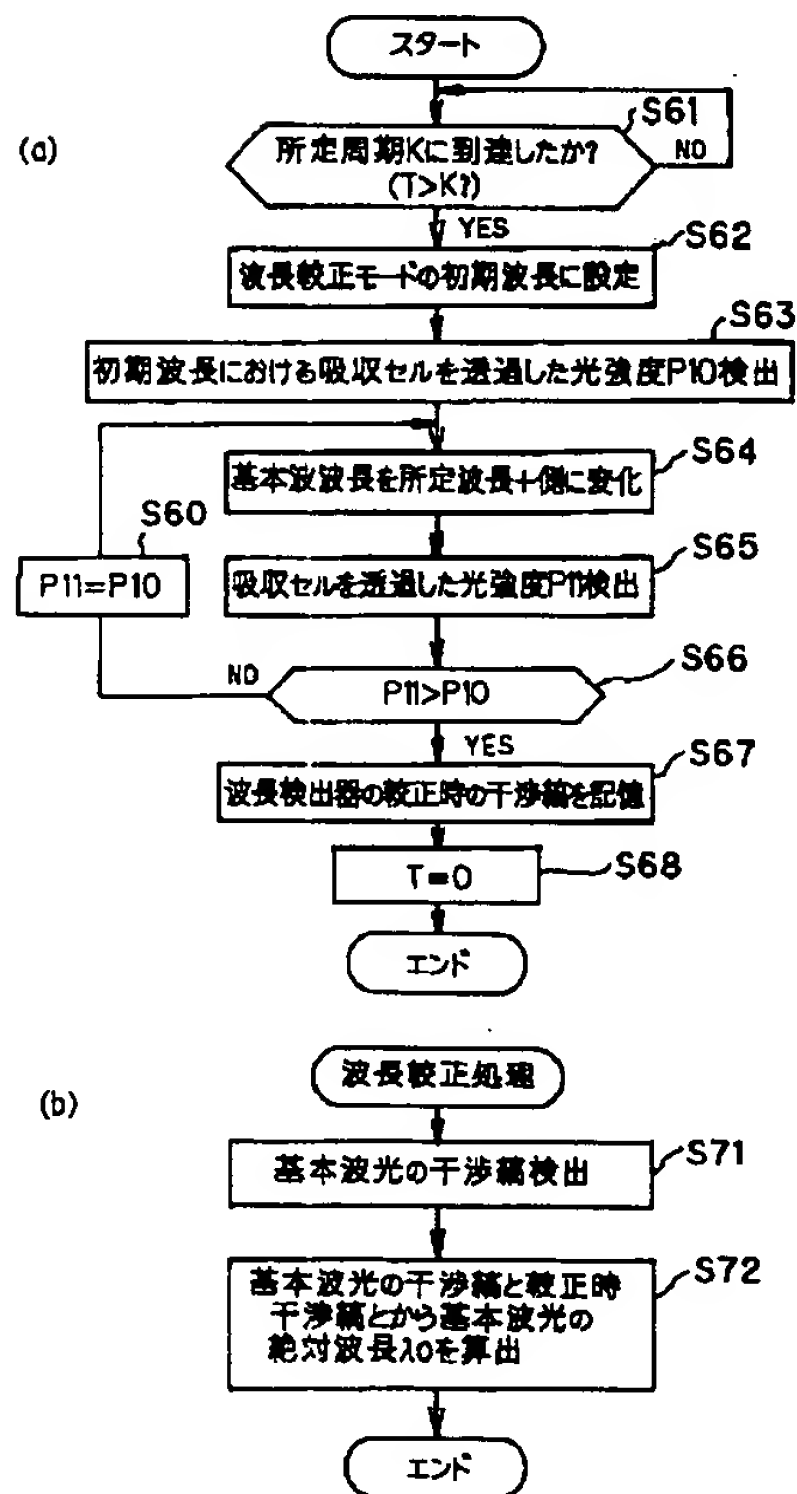 スタート
(a)
S61
所定周期Kに到達したか?
(T>K?)
NO
YES
S62
波長較正モードの初期波長に設定
S63
初期波長における吸収セルを透過した光強度P10検出
S64
基本波波長を所定波長+側に変化
S60
P11=P10
S65
吸収セルを透過した光強度P11検出
S66
NO
P11>P10
YES
S67
波長検出器の較正時の干渉縞を記憶
S68
T=0
エンド
(b)
波長較正処理
S71
基本波光の干渉縞検出
S72
基本波光の干渉縞と較正時
干渉縞とから基本波光の
絶対波長λ0を算出
エンド